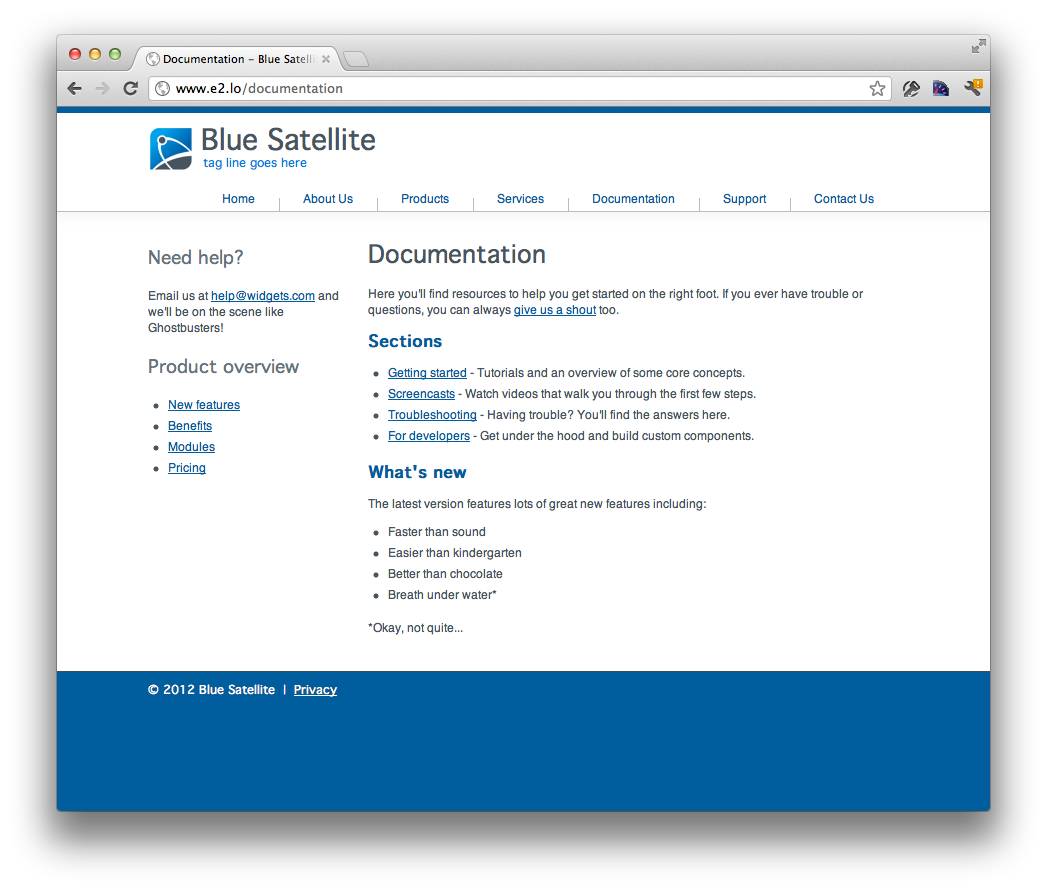 Documentation – Blue Satelli
www.e2.lo/documentation
Blue Satellite
tag line goes here
Home
About Us
Products
Services
Documentation
Support
Contact Us
Need help?
Email us at help@widgets.com and
we'll be on the scene like
Ghostbusters!
Product overview
New features
Benefits
Modules
Pricing
Documentation
Here you'll find resources to help you get started on the right foot. If you ever have trouble or
questions, you can always give us a shout too.
Sections
Getting started - Tutorials and an overview of some core concepts.
Screencasts - Watch videos that walk you through the first few steps.
Troubleshooting - Having trouble? You'll find the answers here.
For developers - Get under the hood and build custom components.
What's new
The latest version features lots of great new features including:
Faster than sound
Easier than kindergarten
Better than chocolate
Breath under water*
*Okay, not quite...
© 2012 Blue Satellite | Privacy